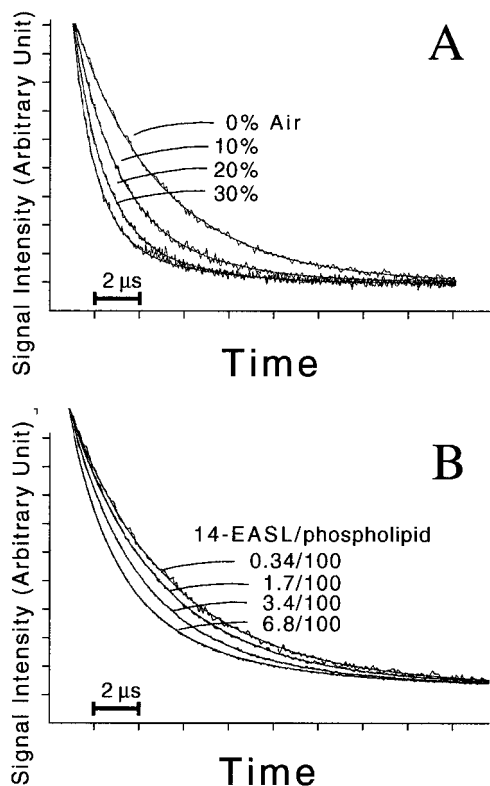 A
Signal Intensity (Arbitrary Unit)
0% Air
10%
20%
30%
2 µs
Time
B
Signal Intensity (Arbitrary Unit)
14-EASL/phospholipid
0.34/100
1.7/100
3.4/100
6.8/100
2 µs
Time